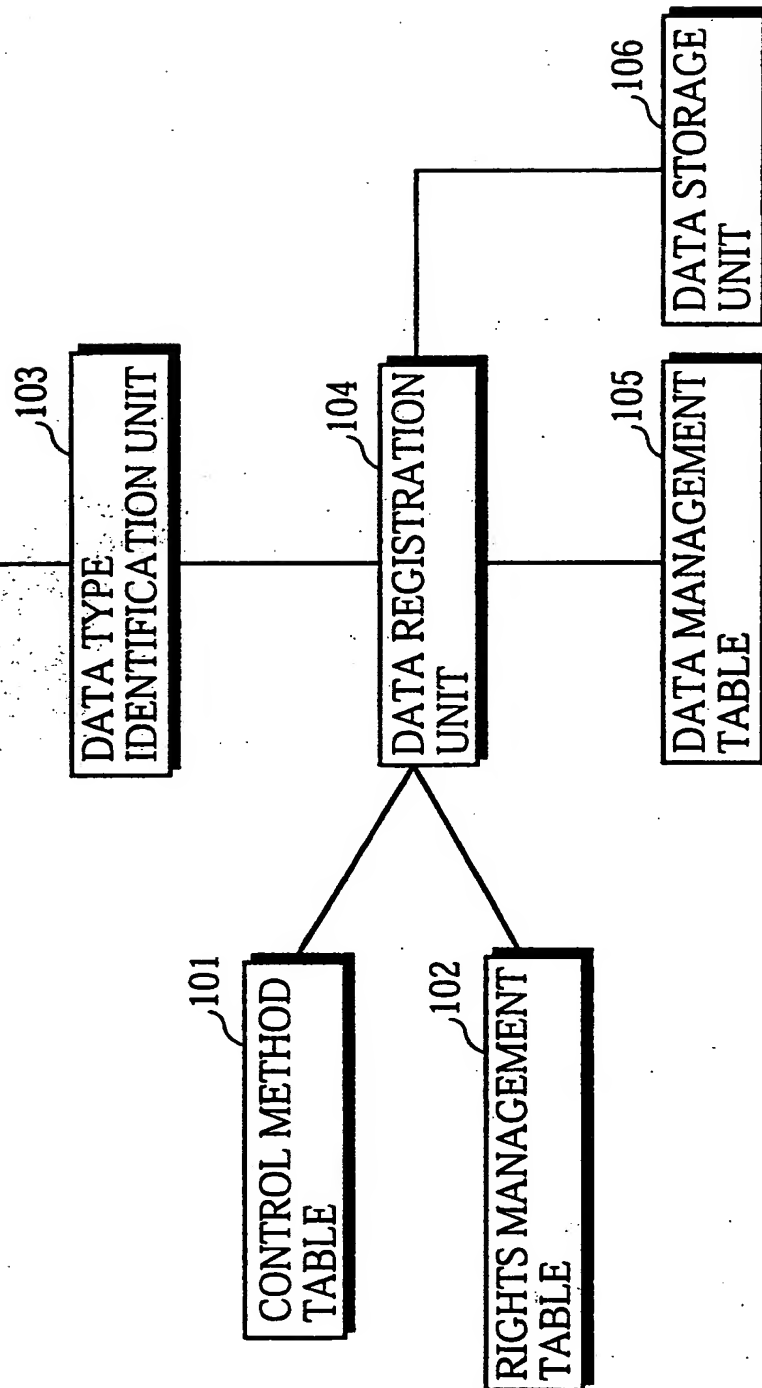 103
DATA TYPE
IDENTIFICATION UNIT
101
CONTROL METHOD
TABLE
104
DATA REGISTRATION
UNIT
102
RIGHTS MANAGEMENT
TABLE
105
DATA MANAGEMENT
TABLE
106
DATA STORAGE
UNIT